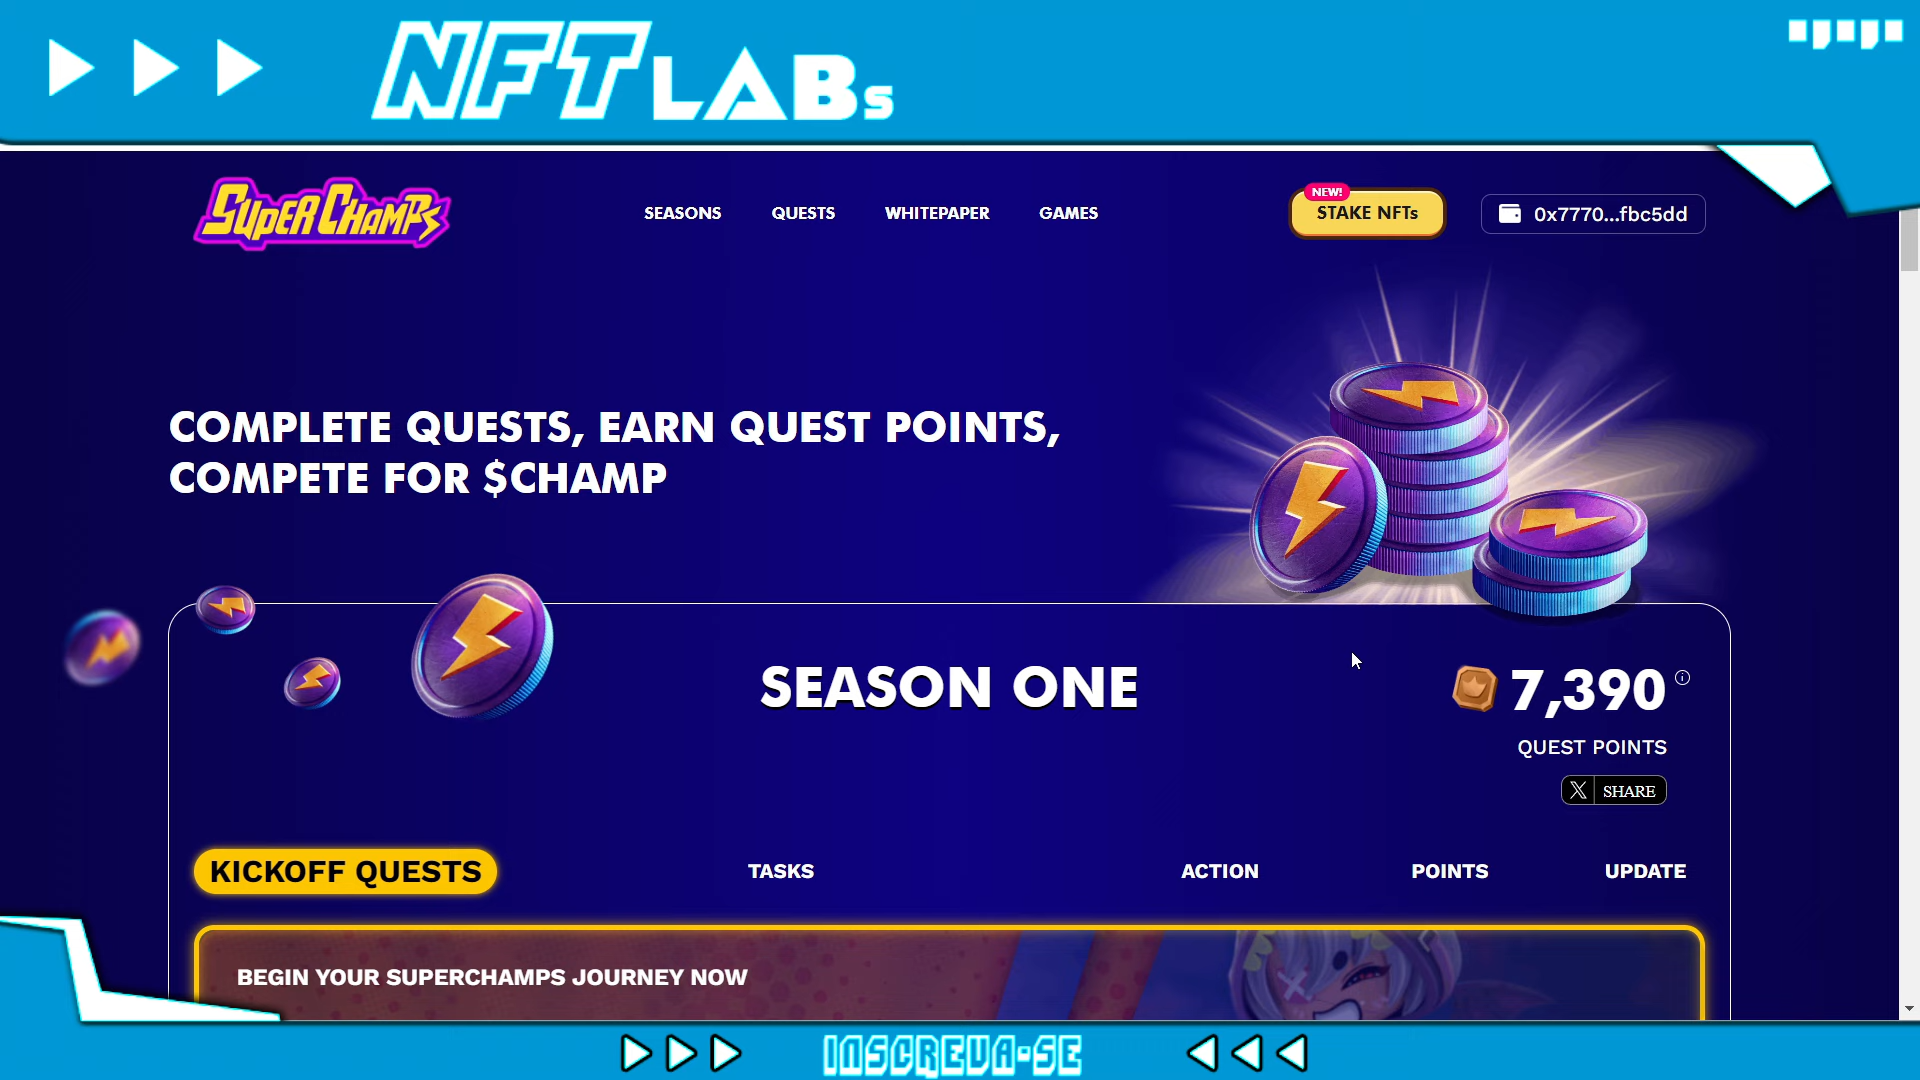 NFT LABs
SUPER CHAMPS
SEASONS
QUESTS
WHITEPAPER
GAMES
NEW!
STAKE NFTs
0x7770...fbc5dd
COMPLETE QUESTS, EARN QUEST POINTS,
COMPETE FOR $CHAMP
SEASON ONE
7,390
QUEST POINTS
X SHARE
KICKOFF QUESTS
TASKS
ACTION
POINTS
UPDATE
BEGIN YOUR SUPERCHAMPS JOURNEY NOW
INSCREVA-SE